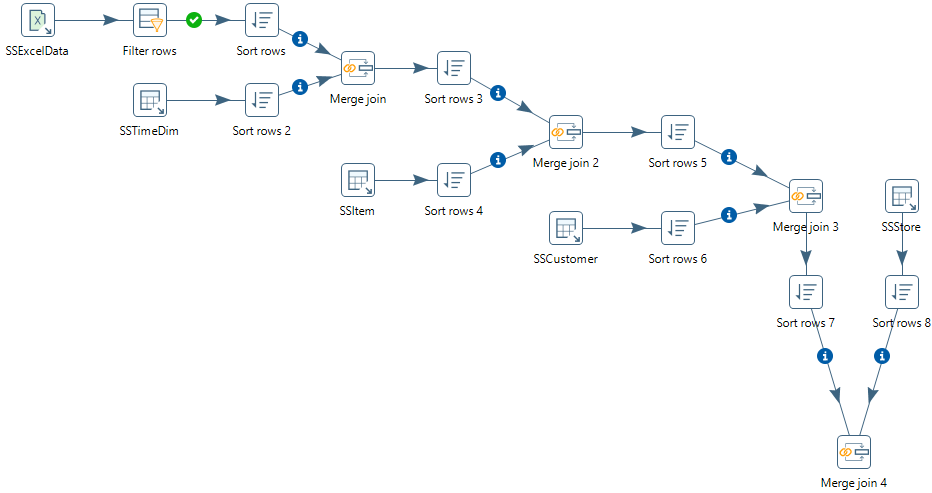 SSExcelData
Filter rows
Sort rows
SSTimeDim
Sort rows 2
Merge join
Sort rows 3
SSItem
Sort rows 4
Merge join 2
Sort rows 5
SSCustomer
Sort rows 6
Merge join 3
SSStore
Sort rows 7
Sort rows 8
Merge join 4